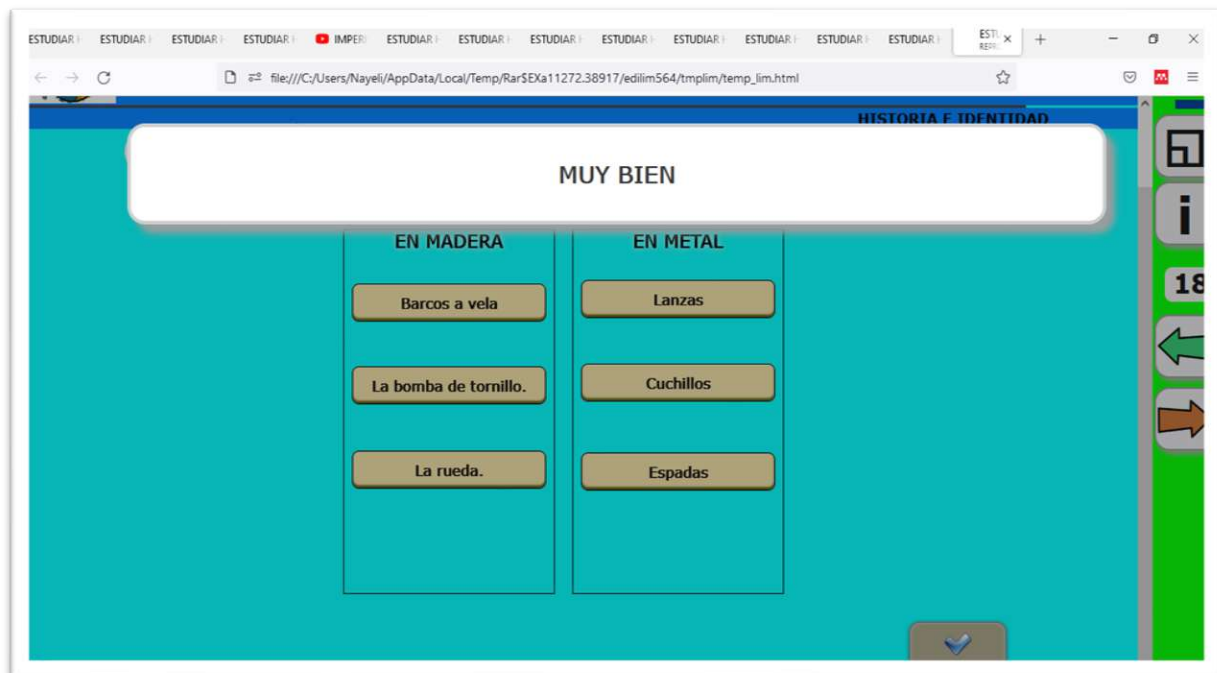 ESTUDIAR ESTUDIAR ESTUDIAR ESTUDIAR IMPER ESTUDIAR ESTUDIAR ESTUDIAR ESTUDIAR ESTUDIAR ESTUDIAR ESTUDIAR ESTUDIAR ESTU
REPR
file:///C:/Users/Nayeli/AppData/Local/Temp/Rar$EXa11272.38917/edilim564/tmplim/temp_lim.html
HISTORIA E IDENTIDAD
MUY BIEN
EN MADERA EN METAL
Barcos a vela Lanzas
La bomba de tornillo. Cuchillos
La rueda. Espadas
i
18